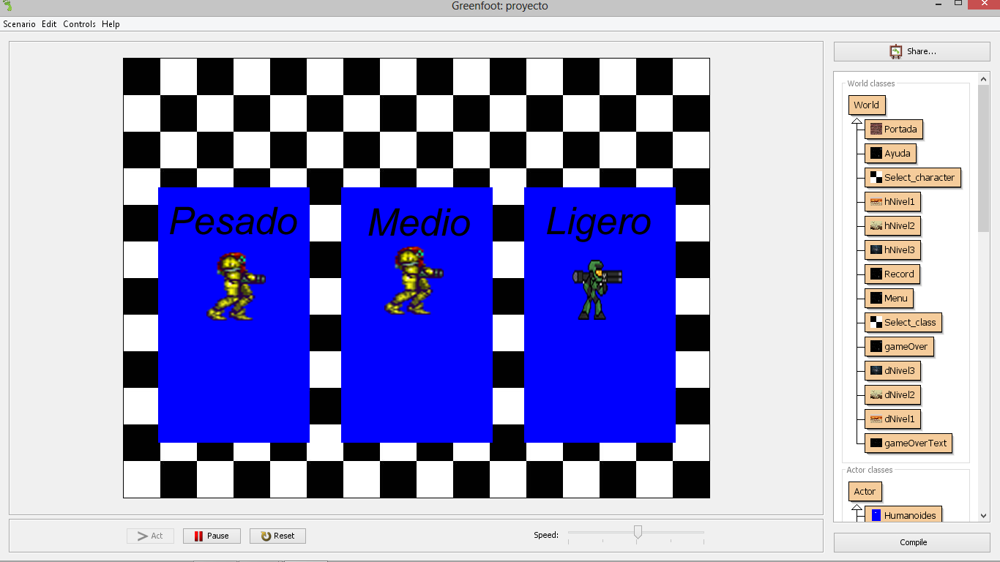 Greenfoot: proyecto
Scenario Edit Controls Help
Share...
World classes
World
Portada
Ayuda
Select_character
hNivel1
hNivel2
hNivel3
Record
Menu
Select_class
gameOver
dNivel3
dNivel2
dNivel1
gameOverText
Actor classes
Actor
Humanoides
Compile
Pesado Medio Ligero
Act Pause Reset Speed: